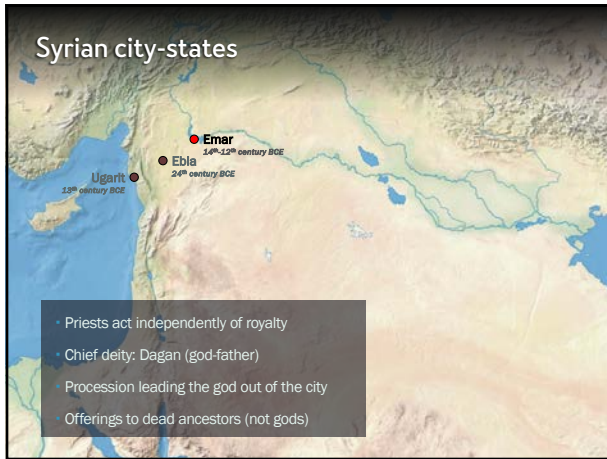 Syrian city-states
Emar
14th-12th century BCE
Ebla
24th century BCE
Ugarit
13th century BCE
• Priests act independently of royalty
• Chief deity: Dagan (god-father)
• Procession leading the god out of the city
• Offerings to dead ancestors (not gods)